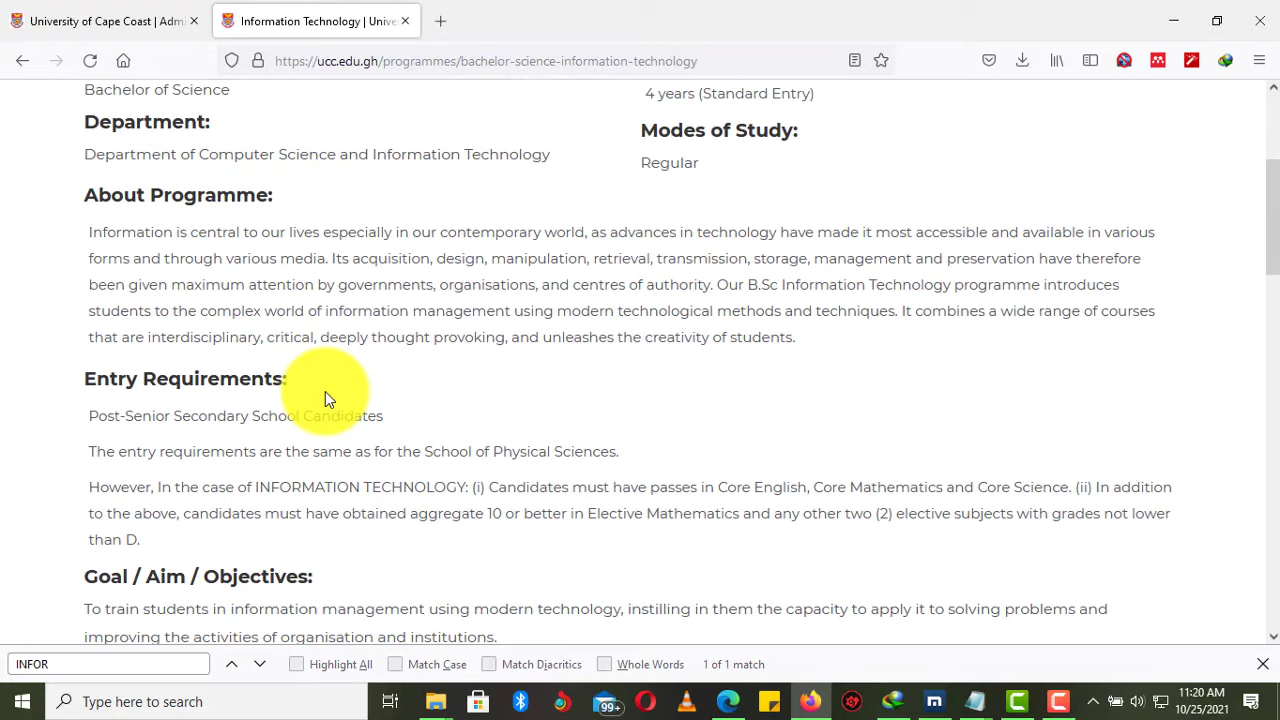 University of Cape Coast | Admi
Information Technology | Unive
https://ucc.edu.gh/programmes/bachelor-science-information-technology
Bachelor of Science
4 years (Standard Entry)
Department:
Modes of Study:
Department of Computer Science and Information Technology
Regular
About Programme:
Information is central to our lives especially in our contemporary world, as advances in technology have made it most accessible and available in various
forms and through various media. Its acquisition, design, manipulation, retrieval, transmission, storage, management and preservation have therefore
been given maximum attention by governments, organisations, and centres of authority. Our B.Sc Information Technology programme introduces
students to the complex world of information management using modern technological methods and techniques. It combines a wide range of courses
that are interdisciplinary, critical, deeply thought provoking, and unleashes the creativity of students.
Entry Requirements:
Post-Senior Secondary School Candidates
The entry requirements are the same as for the School of Physical Sciences.
However, In the case of INFORMATION TECHNOLOGY: (i) Candidates must have passes in Core English, Core Mathematics and Core Science. (ii) In addition
to the above, candidates must have obtained aggregate 10 or better in Elective Mathematics and any other two (2) elective subjects with grades not lower
than D.
Goal / Aim / Objectives:
To train students in information management using modern technology, instilling in them the capacity to apply it to solving problems and
improving the activities of organisation and institutions.
INFOR
Highlight All
Match Case
Match Diacritics
Whole Words
1 of 1 match
Type here to search
99+
11:20 AM
10/25/2021